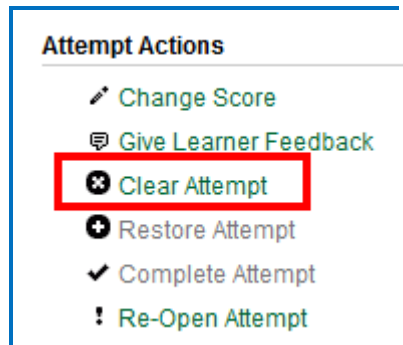 Attempt Actions
Change Score
Give Learner Feedback
Clear Attempt
Restore Attempt
Complete Attempt
Re-Open Attempt